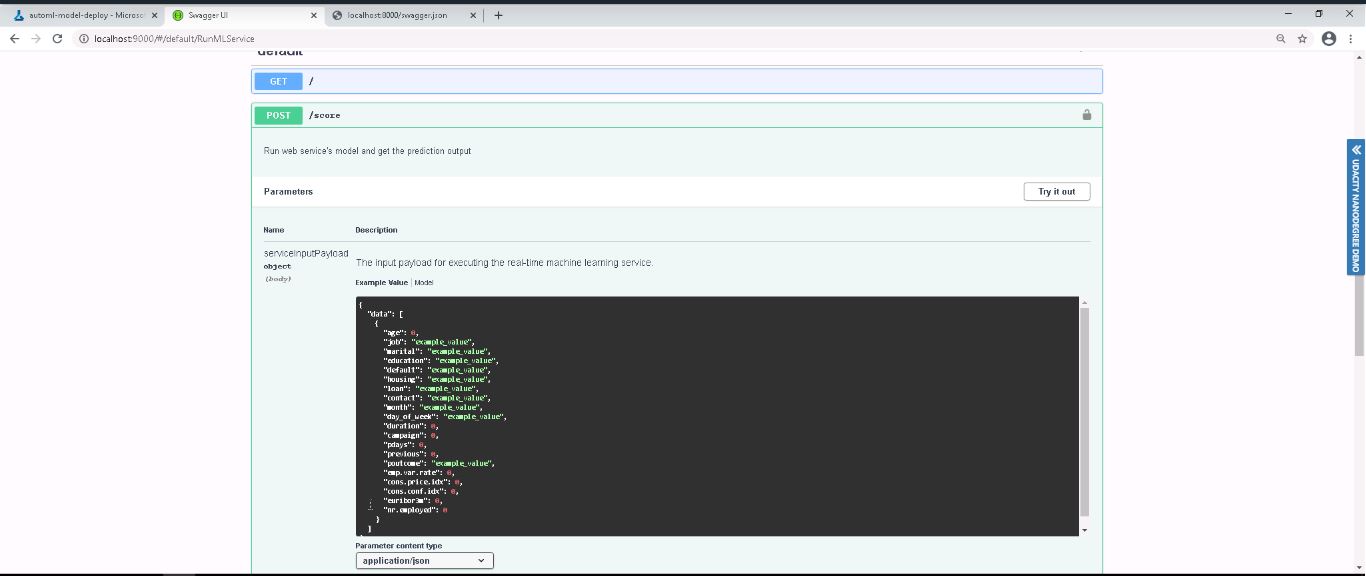 automl-model-deploy - Microsof
Swagger UI
localhost:8000/swagger.json
localhost:9000/#/default/RunMLService
default
GET /
POST /score
Run web service's model and get the prediction output
Parameters
Try it out
Name Description
serviceInputPayload
object
(body)
The input payload for executing the real-time machine learning service.
Example Value | Model
{
"data": [
{
"age": 0,
"job": "example_value",
"marital": "example_value",
"education": "example_value",
"default": "example_value",
"housing": "example_value",
"loan": "example_value",
"contact": "example_value",
"month": "example_value",
"day_of_week": "example_value",
"duration": 0,
"campaign": 0,
"pdays": 0,
"previous": 0,
"poutcome": "example_value",
"emp.var.rate": 0,
"cons.price.idx": 0,
"cons.conf.idx": 0,
"euribor3m": 0,
"nr.employed": 0
}
]
Parameter content type
application/json
UDACITY NANODEGREE DEMO